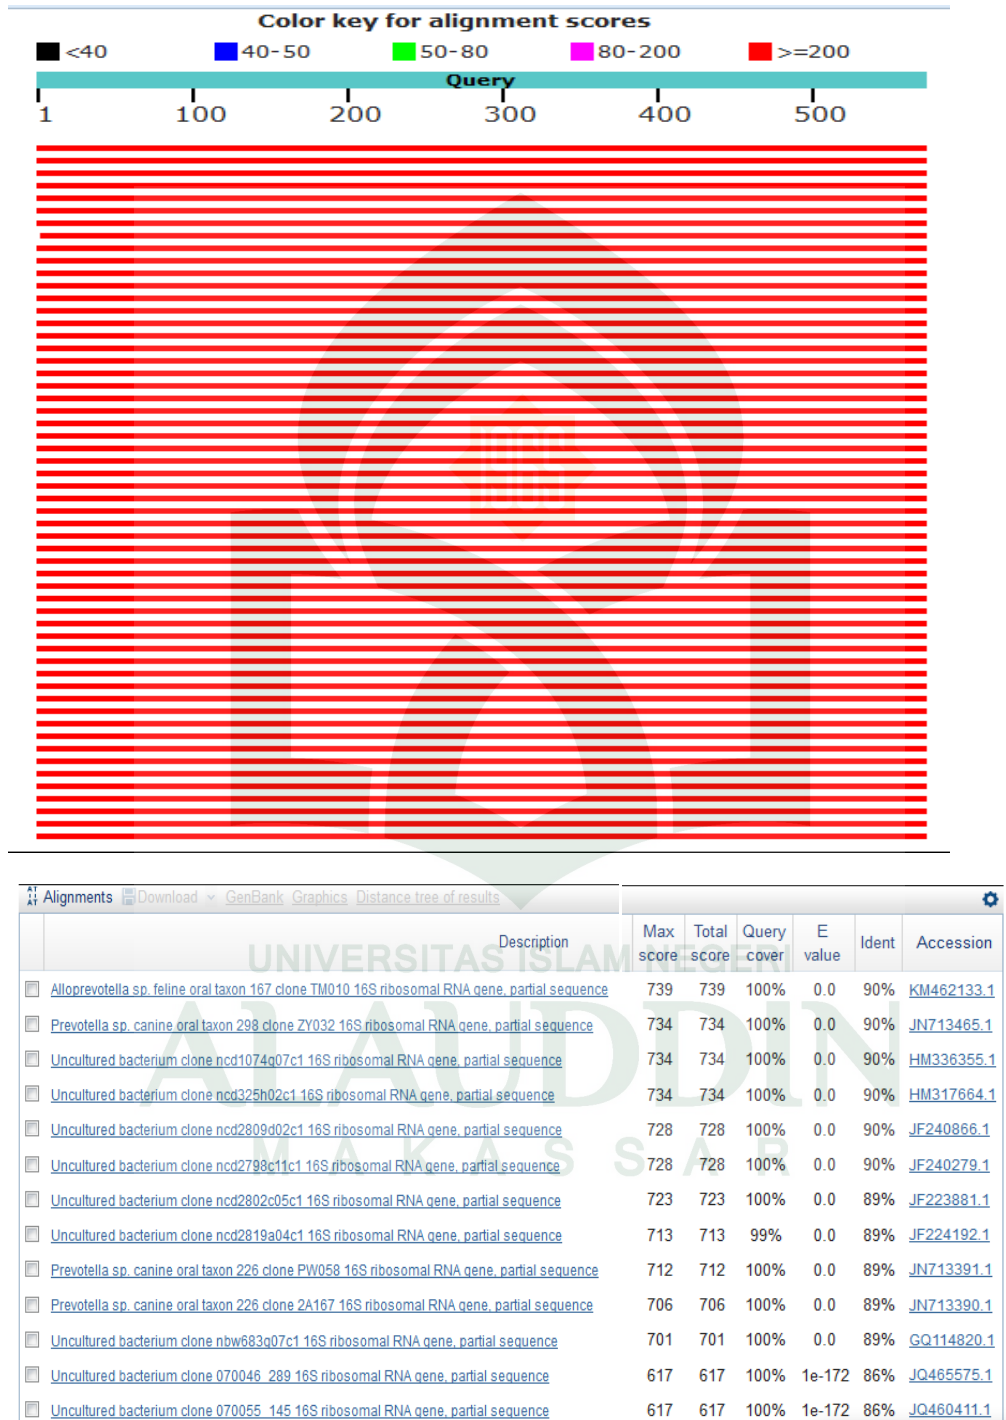 Color key for alignment scores
<40 40-50 50-80 80-200 >=200
Query
1 100 200 300 400 500
Alignments Download GenBank Graphics Distance tree of results
Description Max score Total score Query cover E value Ident Accession
Alloprevotella sp. feline oral taxon 167 clone TM010 16S ribosomal RNA gene, partial sequence 739 739 100% 0.0 90% KM462133.1
Prevotella sp. canine oral taxon 298 clone ZY032 16S ribosomal RNA gene, partial sequence 734 734 100% 0.0 90% JN713465.1
Uncultured bacterium clone ncd1074g07c1 16S ribosomal RNA gene, partial sequence 734 734 100% 0.0 90% HM336355.1
Uncultured bacterium clone ncd325h02c1 16S ribosomal RNA gene, partial sequence 734 734 100% 0.0 90% HM317664.1
Uncultured bacterium clone ncd2809d02c1 16S ribosomal RNA gene, partial sequence 728 728 100% 0.0 90% JF240866.1
Uncultured bacterium clone ncd2798c11c1 16S ribosomal RNA gene, partial sequence 728 728 100% 0.0 90% JF240279.1
Uncultured bacterium clone ncd2802c05c1 16S ribosomal RNA gene, partial sequence 723 723 100% 0.0 89% JF223881.1
Uncultured bacterium clone ncd2819a04c1 16S ribosomal RNA gene, partial sequence 713 713 99% 0.0 89% JF224192.1
Prevotella sp. canine oral taxon 226 clone PW058 16S ribosomal RNA gene, partial sequence 712 712 100% 0.0 89% JN713391.1
Prevotella sp. canine oral taxon 226 clone 2A167 16S ribosomal RNA gene, partial sequence 706 706 100% 0.0 89% JN713390.1
Uncultured bacterium clone nbw683g07c1 16S ribosomal RNA gene, partial sequence 701 701 100% 0.0 89% GQ114820.1
Uncultured bacterium clone 070046_289 16S ribosomal RNA gene, partial sequence 617 617 100% 1e-172 86% JQ465575.1
Uncultured bacterium clone 070055_145 16S ribosomal RNA gene, partial sequence 617 617 100% 1e-172 86% JQ460411.1
UNIVERSITAS ISLAM NEGERI
ALAUDDIN
MAKASSAR